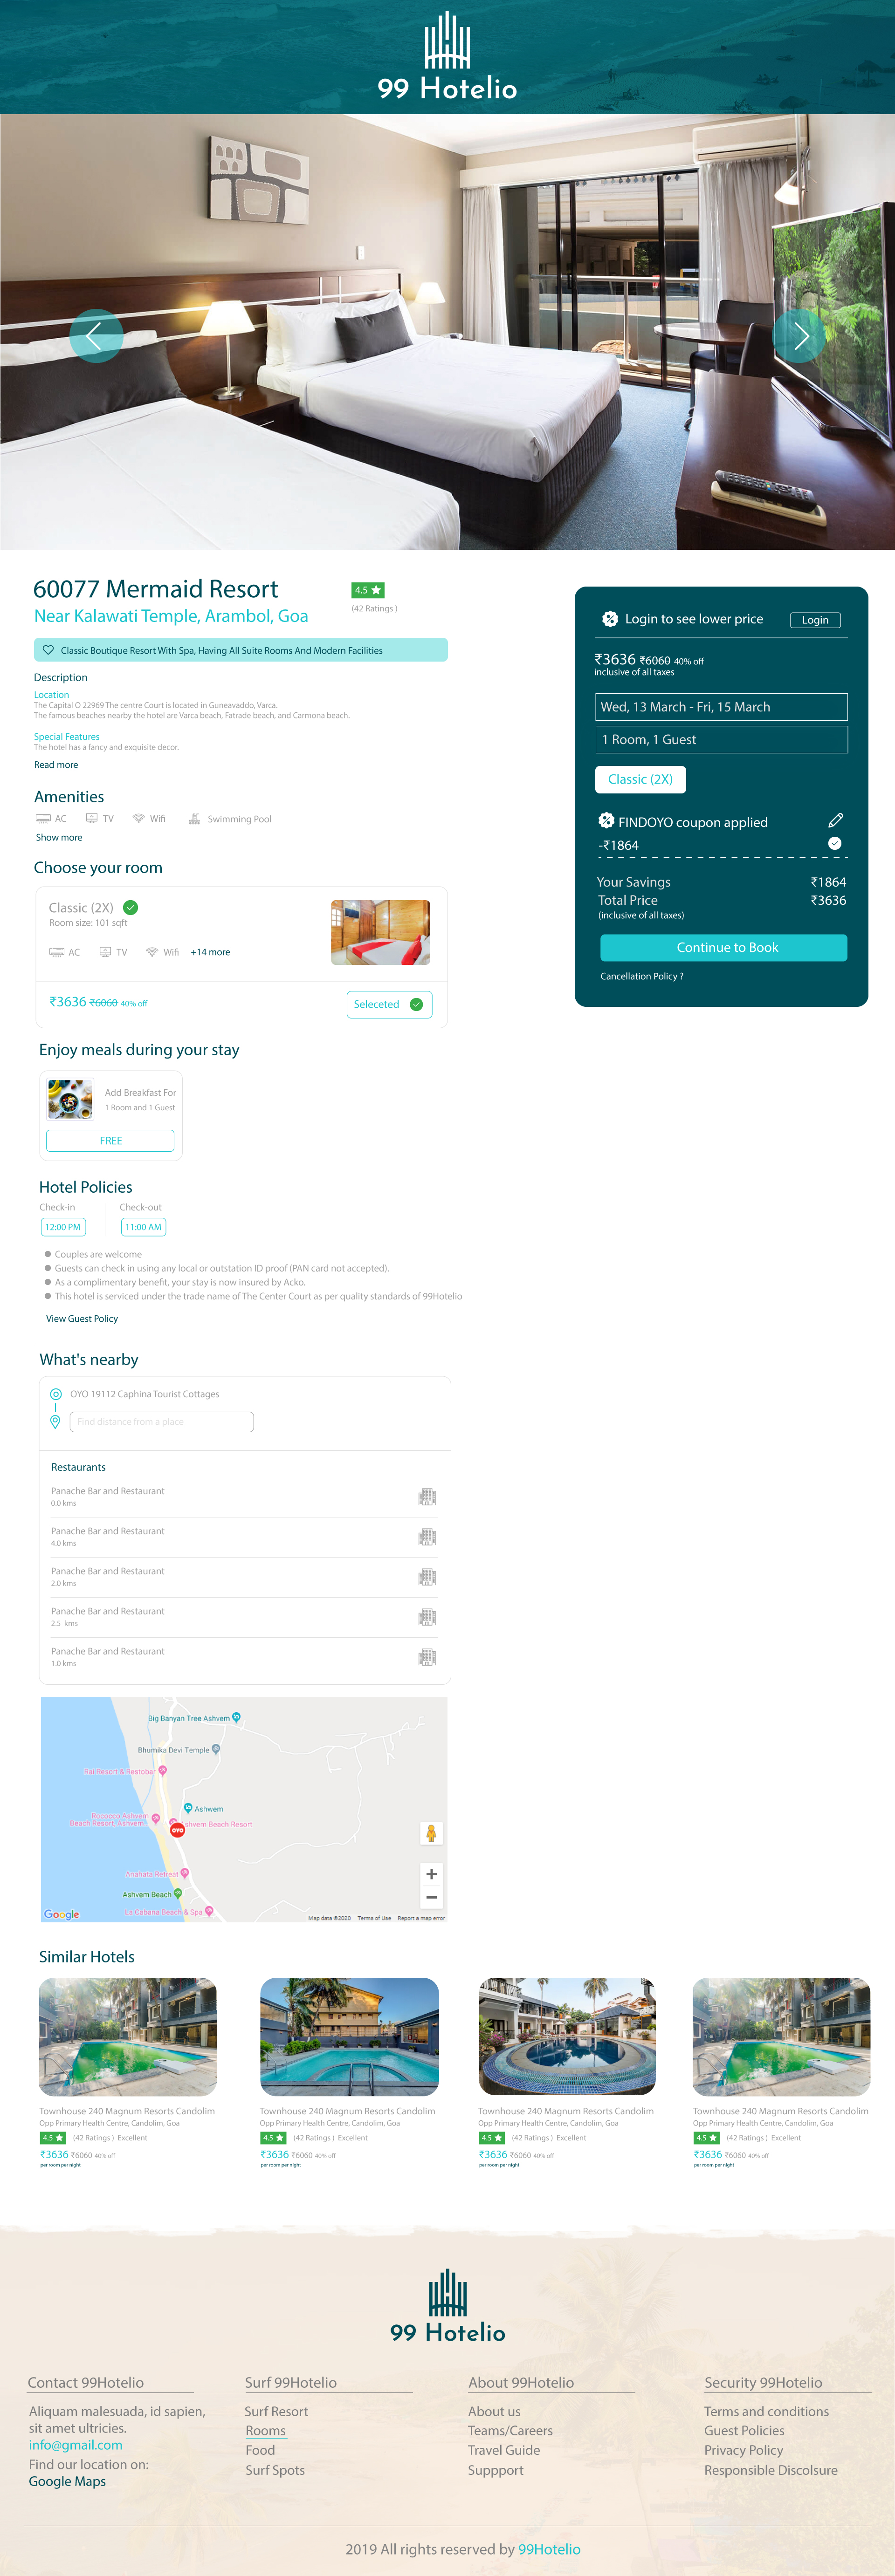 99 Hotelio
60077 Mermaid Resort
4.5
Near Kalawati Temple, Arambol, Goa
(42 Ratings )
Classic Boutique Resort With Spa, Having All Suite Rooms And Modern Facilities
Description
Location
The Capital O 22969 The centre Court is located in Guneavaddo, Varca.
The famous beaches nearby the hotel are Varca beach, Fatrade beach, and Carmona beach.
Special Features
The hotel has a fancy and exquisite decor.
Read more
Amenities
AC TV Wifi Swimming Pool
Show more
Choose your room
Classic (2X)
Room size: 101 sqft
AC TV Wifi +14 more
₹3636 ₹6060 40% off
Seleceted
Login to see lower price Login
₹3636 ₹6060 40% off
inclusive of all taxes
Wed, 13 March - Fri, 15 March
1 Room, 1 Guest
Classic (2X)
FINDOYO coupon applied
-₹1864
Your Savings ₹1864
Total Price ₹3636
(inclusive of all taxes)
Continue to Book
Cancellation Policy ?
Enjoy meals during your stay
Add Breakfast For
1 Room and 1 Guest
FREE
Hotel Policies
Check-in Check-out
12:00 PM 11:00 AM
Couples are welcome
Guests can check in using any local or outstation ID proof (PAN card not accepted).
As a complimentary benefit, your stay is now insured by Acko.
This hotel is serviced under the trade name of The Center Court as per quality standards of 99Hotelio
View Guest Policy
What's nearby
OYO 19112 Caphina Tourist Cottages
Find distance from a place
Restaurants
Panache Bar and Restaurant
0.0 kms
Panache Bar and Restaurant
4.0 kms
Panache Bar and Restaurant
2.0 kms
Panache Bar and Restaurant
2.5 kms
Panache Bar and Restaurant
1.0 kms
Big Banyan Tree Ashvem
Bhumika Devi Temple
Rai Resort & Restobar
Ashwem
Rococco Ashvem
Beach Resort, Ashvem
shvem Beach Resort
OYO
Anahata Retreat
Ashvem Beach
La Cabana Beach & Spa
Google
Map data ©2020 Terms of Use Report a map error
Similar Hotels
Townhouse 240 Magnum Resorts Candolim
Opp Primary Health Centre, Candolim, Goa
4.5 (42 Ratings ) Excellent
₹3636 ₹6060 40% off
per room per night
Townhouse 240 Magnum Resorts Candolim
Opp Primary Health Centre, Candolim, Goa
4.5 (42 Ratings ) Excellent
₹3636 ₹6060 40% off
per room per night
Townhouse 240 Magnum Resorts Candolim
Opp Primary Health Centre, Candolim, Goa
4.5 (42 Ratings ) Excellent
₹3636 ₹6060 40% off
per room per night
Townhouse 240 Magnum Resorts Candolim
Opp Primary Health Centre, Candolim, Goa
4.5 (42 Ratings ) Excellent
₹3636 ₹6060 40% off
per room per night
99 Hotelio
Contact 99Hotelio
Aliquam malesuada, id sapien,
sit amet ultricies.
info@gmail.com
Find our location on:
Google Maps
Surf 99Hotelio
Surf Resort
Rooms
Food
Surf Spots
About 99Hotelio
About us
Teams/Careers
Travel Guide
Suppport
Security 99Hotelio
Terms and conditions
Guest Policies
Privacy Policy
Responsible Discolsure
2019 All rights reserved by 99Hotelio